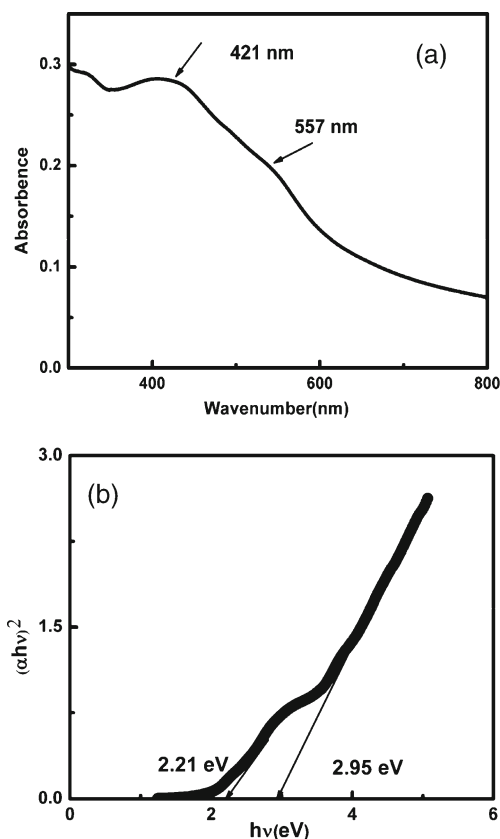 (a)
421 nm
557 nm
0.3
0.2
0.1
0.0
Absorbence
400
600
800
Wavenumber(nm)
(b)
3.0
1.5
0.0
(αhν)²
2.21 eV
2.95 eV
0
2
4
6
hν(eV)